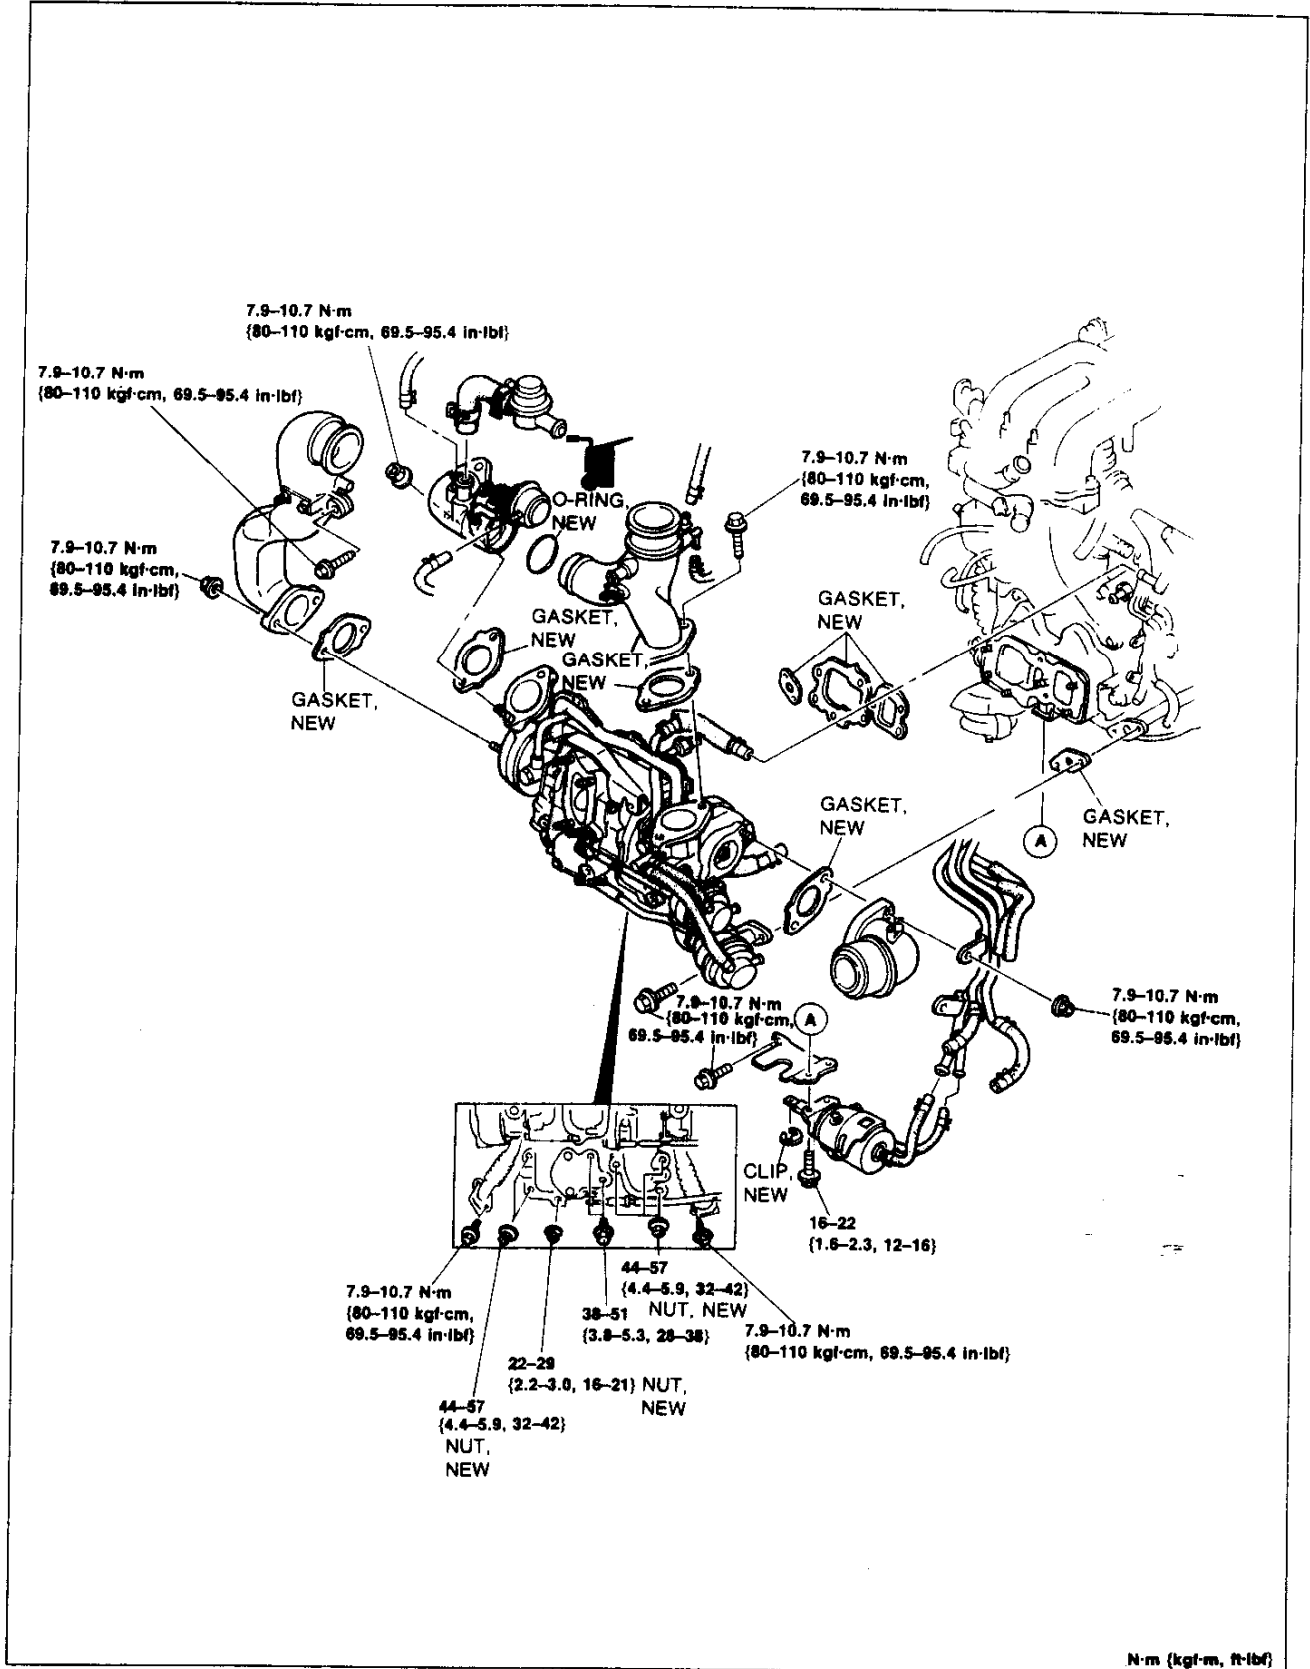 7.9–10.7 N·m
{80–110 kgf·cm, 69.5–95.4 in·lbf}
7.9–10.7 N·m
{80–110 kgf·cm, 69.5–95.4 in·lbf}
7.9–10.7 N·m
{80–110 kgf·cm,
69.5–95.4 in·lbf}
O-RING,
NEW
7.9–10.7 N·m
{80–110 kgf·cm,
69.5–95.4 in·lbf}
GASKET,
NEW
GASKET,
NEW
GASKET,
NEW
GASKET,
NEW
GASKET,
NEW
GASKET,
NEW
A
7.9–10.7 N·m
{80–110 kgf·cm,
69.5–95.4 in·lbf}
A
7.9–10.7 N·m
{80–110 kgf·cm,
69.5–95.4 in·lbf}
CLIP,
NEW
16–22
{1.6–2.3, 12–16}
44–57
{4.4–5.9, 32–42}
NUT, NEW
7.9–10.7 N·m
{80–110 kgf·cm,
69.5–95.4 in·lbf}
38–51
{3.8–5.3, 28–38}
7.9–10.7 N·m
{80–110 kgf·cm, 69.5–95.4 in·lbf}
22–29
{2.2–3.0, 16–21}
NUT,
NEW
44–57
{4.4–5.9, 32–42}
NUT,
NEW
N·m {kgf·m, ft·lbf}